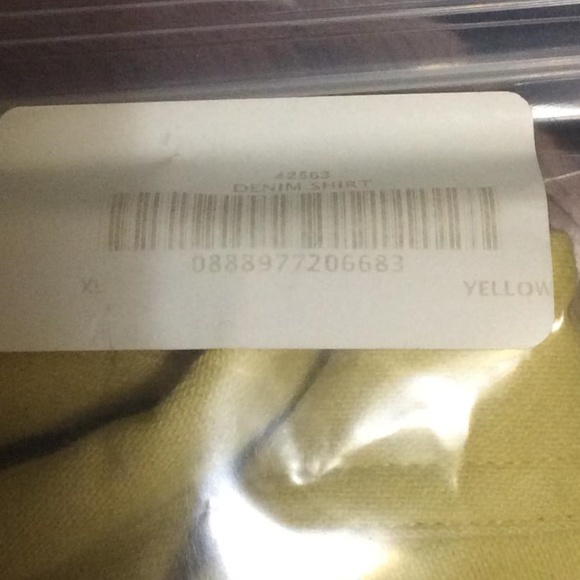 42563
DENIM SHIRT
0888977206683
XL
YELLOW